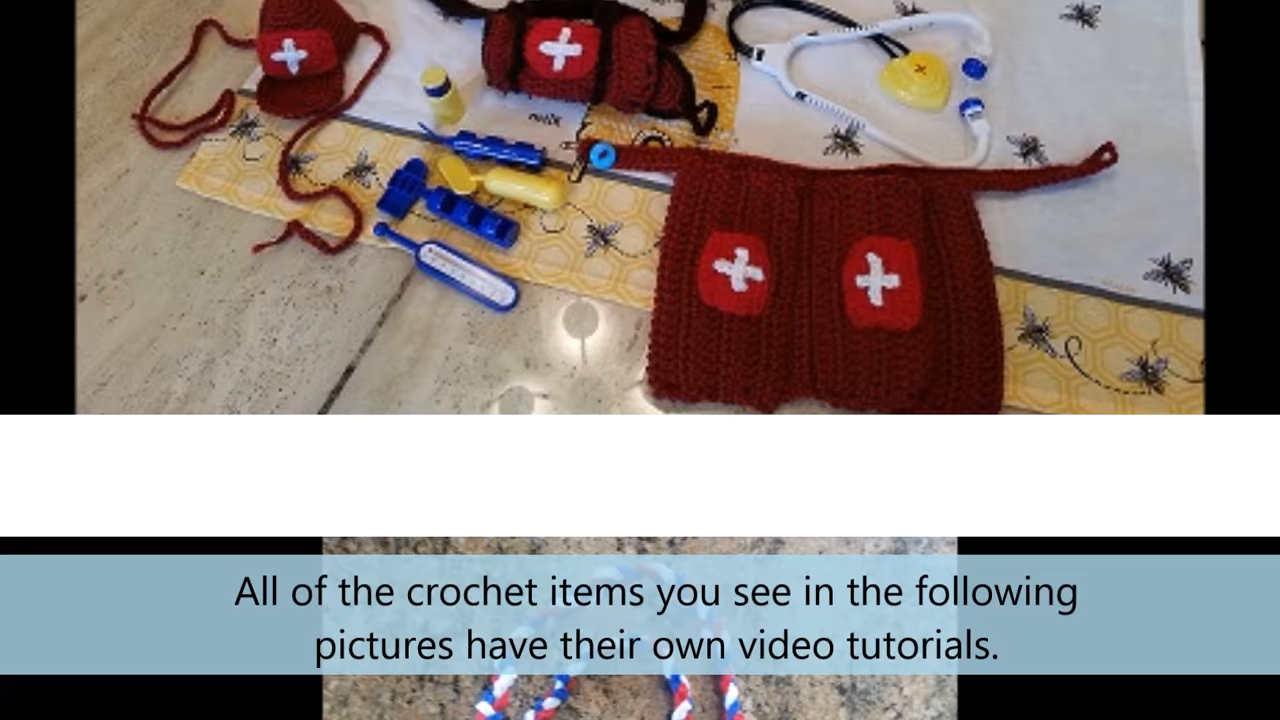 All of the crochet items you see in the following
pictures have their own video tutorials.